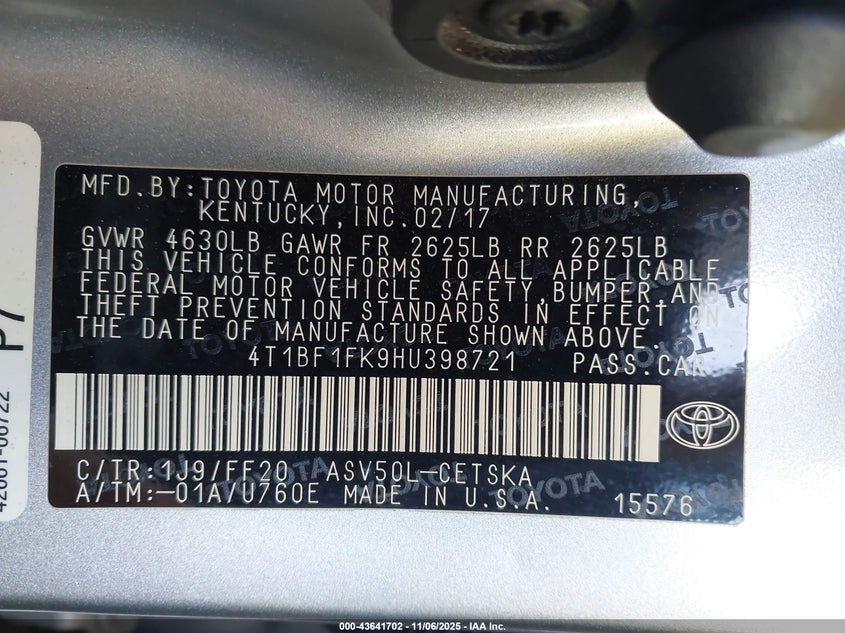 MFD.BY:TOYOTA MOTOR MANUFACTURING,
KENTUCKY,INC.02/17
GVWR 4630LB GAWR FR 2625LB RR 2625LB
THIS VEHICLE CONFORMS TO ALL APPLICABLE
FEDERAL MOTOR VEHICLE SAFETY,BUMPER,AND
THEFT PREVENTION STANDARDS IN EFFECT ON
THE DATE OF MANUFACTURE SHOWN ABOVE.
4T1BF1FK9HU398721 PASS.CAR
C/TR:1J9/FF20 ASV50L-CETSKA
A/TM:-01A/U760E MADE IN U.S.A. 15576
P7
TOYOTA
000-43641702 - 11/06/2025 - IAA Inc.